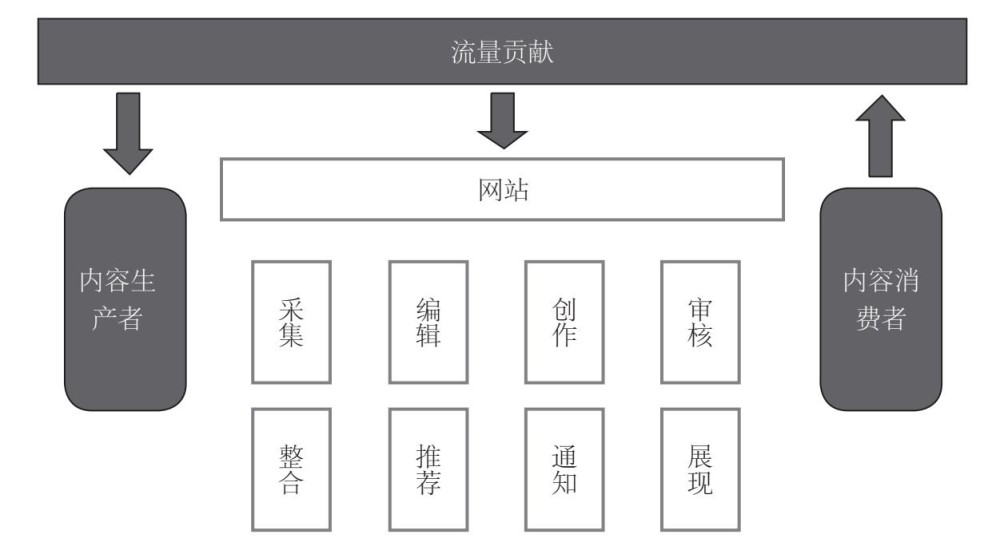 流量贡献
网站
内容生
产者
内容消
费者
采集
编辑
创作
审核
整合
推荐
通知
展现